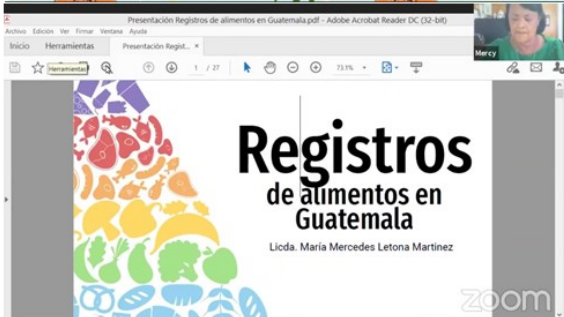 Presentación Registros de alimentos en Guatemala.pdf - Adobe Acrobat Reader DC (32-bit)
Archivo Edición Ver Firmar Ventana Ayuda
Inicio Herramientas Presentación Regist... ×
Mercy
Herramientas
1 / 27
73.1%
Registros
de alimentos en
Guatemala
Licda. María Mercedes Letona Martinez
zoom